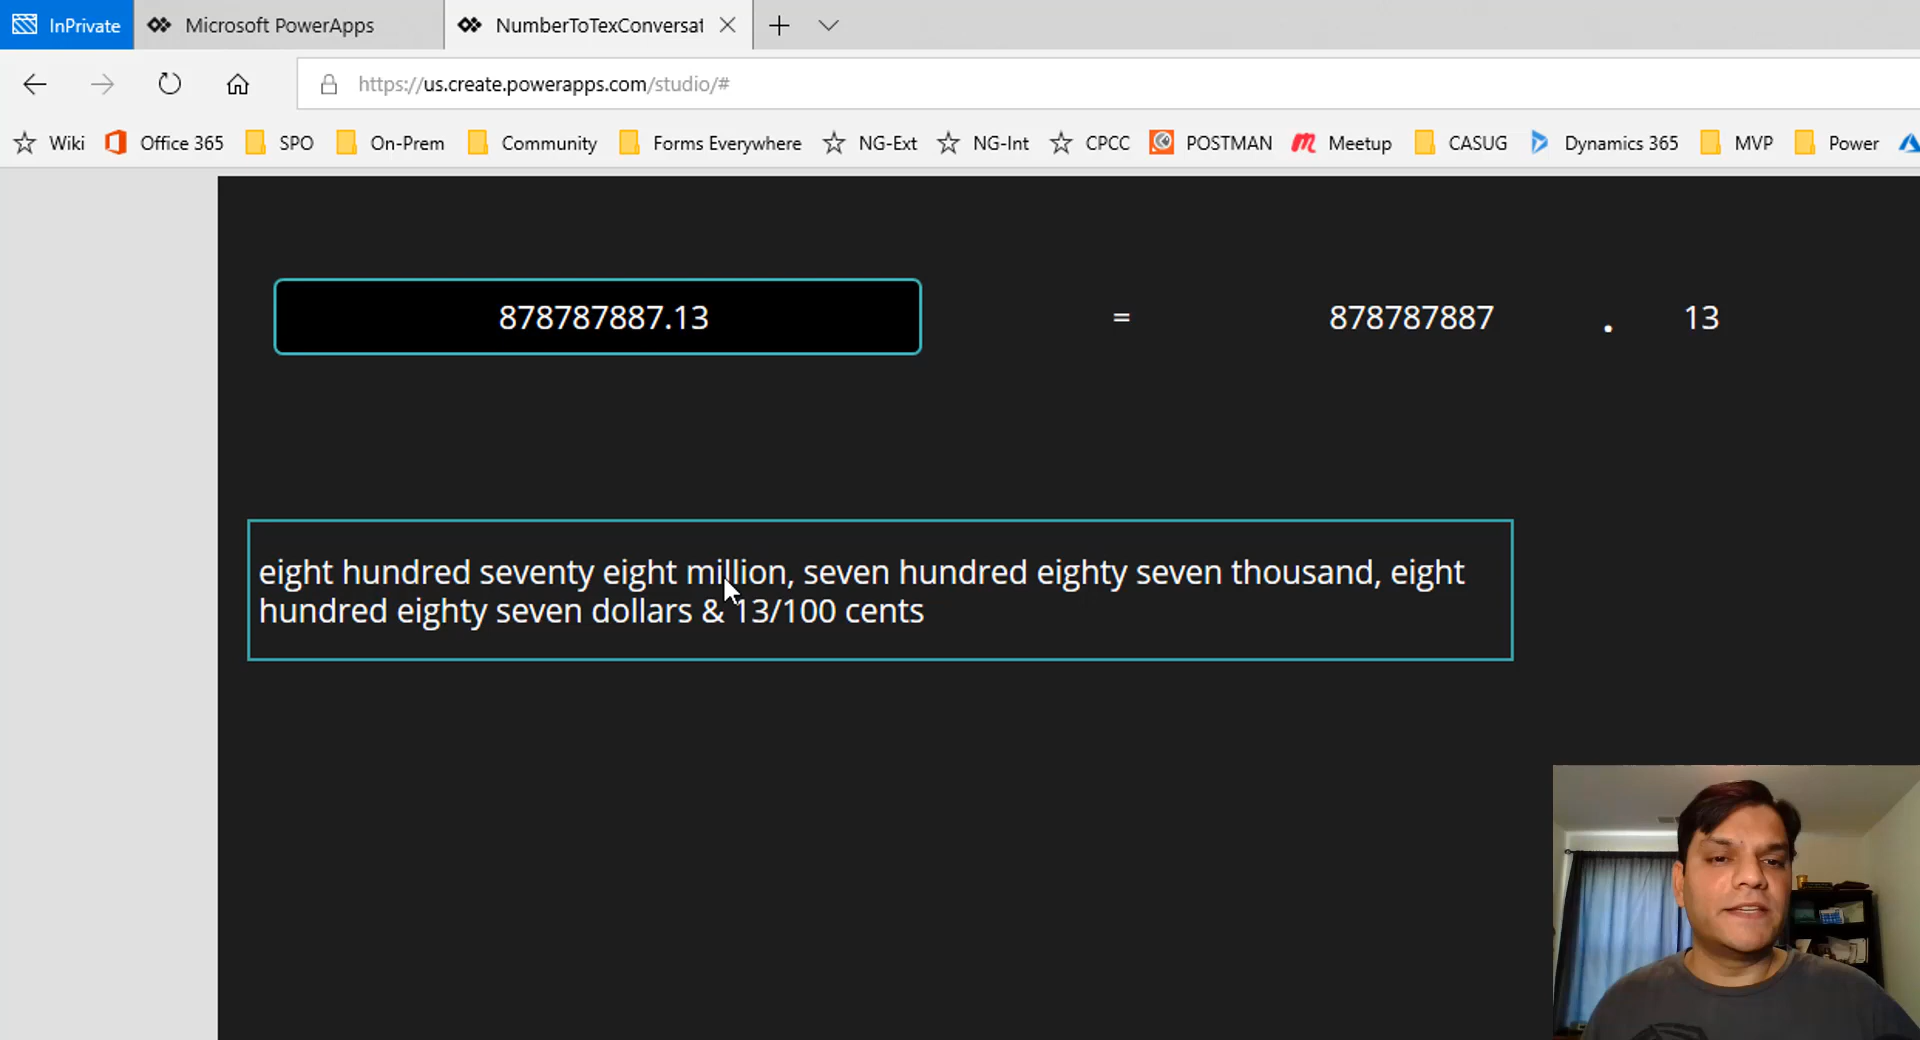 InPrivate
Microsoft PowerApps
NumberToTexConversat
https://us.create.powerapps.com/studio/#
Wiki
Office 365
SPO
On-Prem
Community
Forms Everywhere
NG-Ext
NG-Int
CPCC
POSTMAN
Meetup
CASUG
Dynamics 365
MVP
Power
878787887.13
=
878787887
.
13
eight hundred seventy eight million, seven hundred eighty seven thousand, eight
hundred eighty seven dollars & 13/100 cents